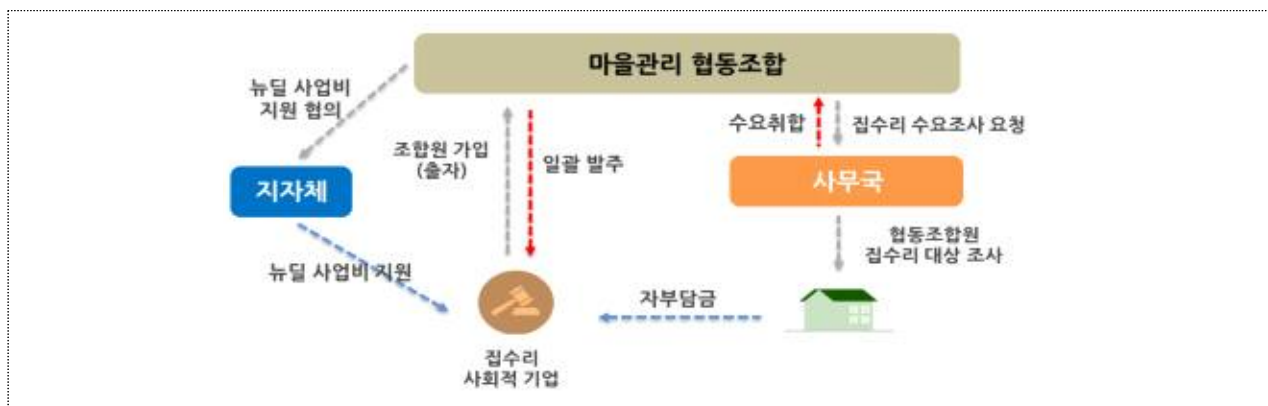 마을관리 협동조합
뉴딜 사업비
지원 협의
수요취합
집수리 수요조사 요청
조합원 가입
(출자)
일괄 발주
지자체
사무국
협동조합원
집수리 대상 조사
뉴딜 사업비 지원
자부담금
집수리
사회적 기업